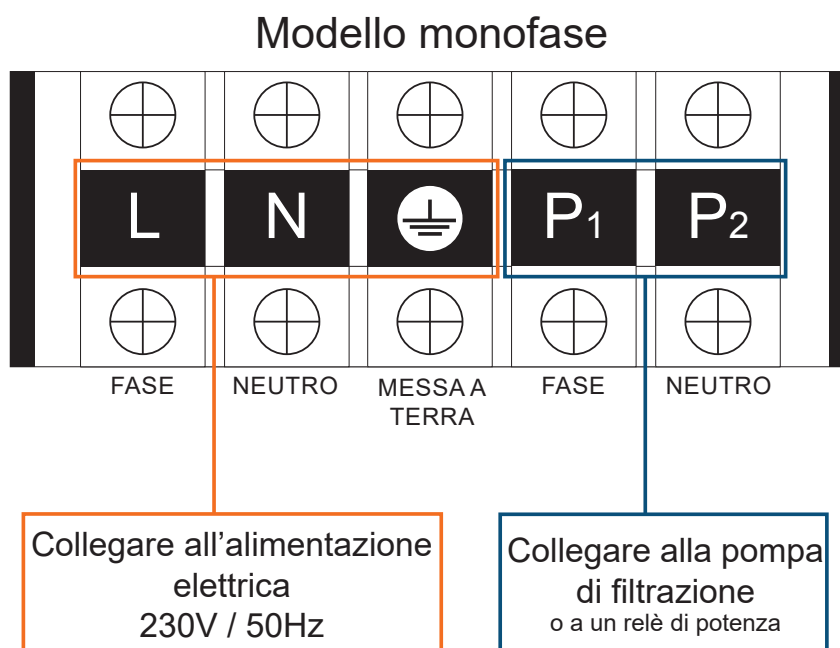 Modello monofase
L N P1 P2
FASE NEUTRO MESSA A TERRA FASE NEUTRO
Collegare all’alimentazione
elettrica
230V / 50Hz
Collegare alla pompa
di filtrazione
o a un relè di potenza